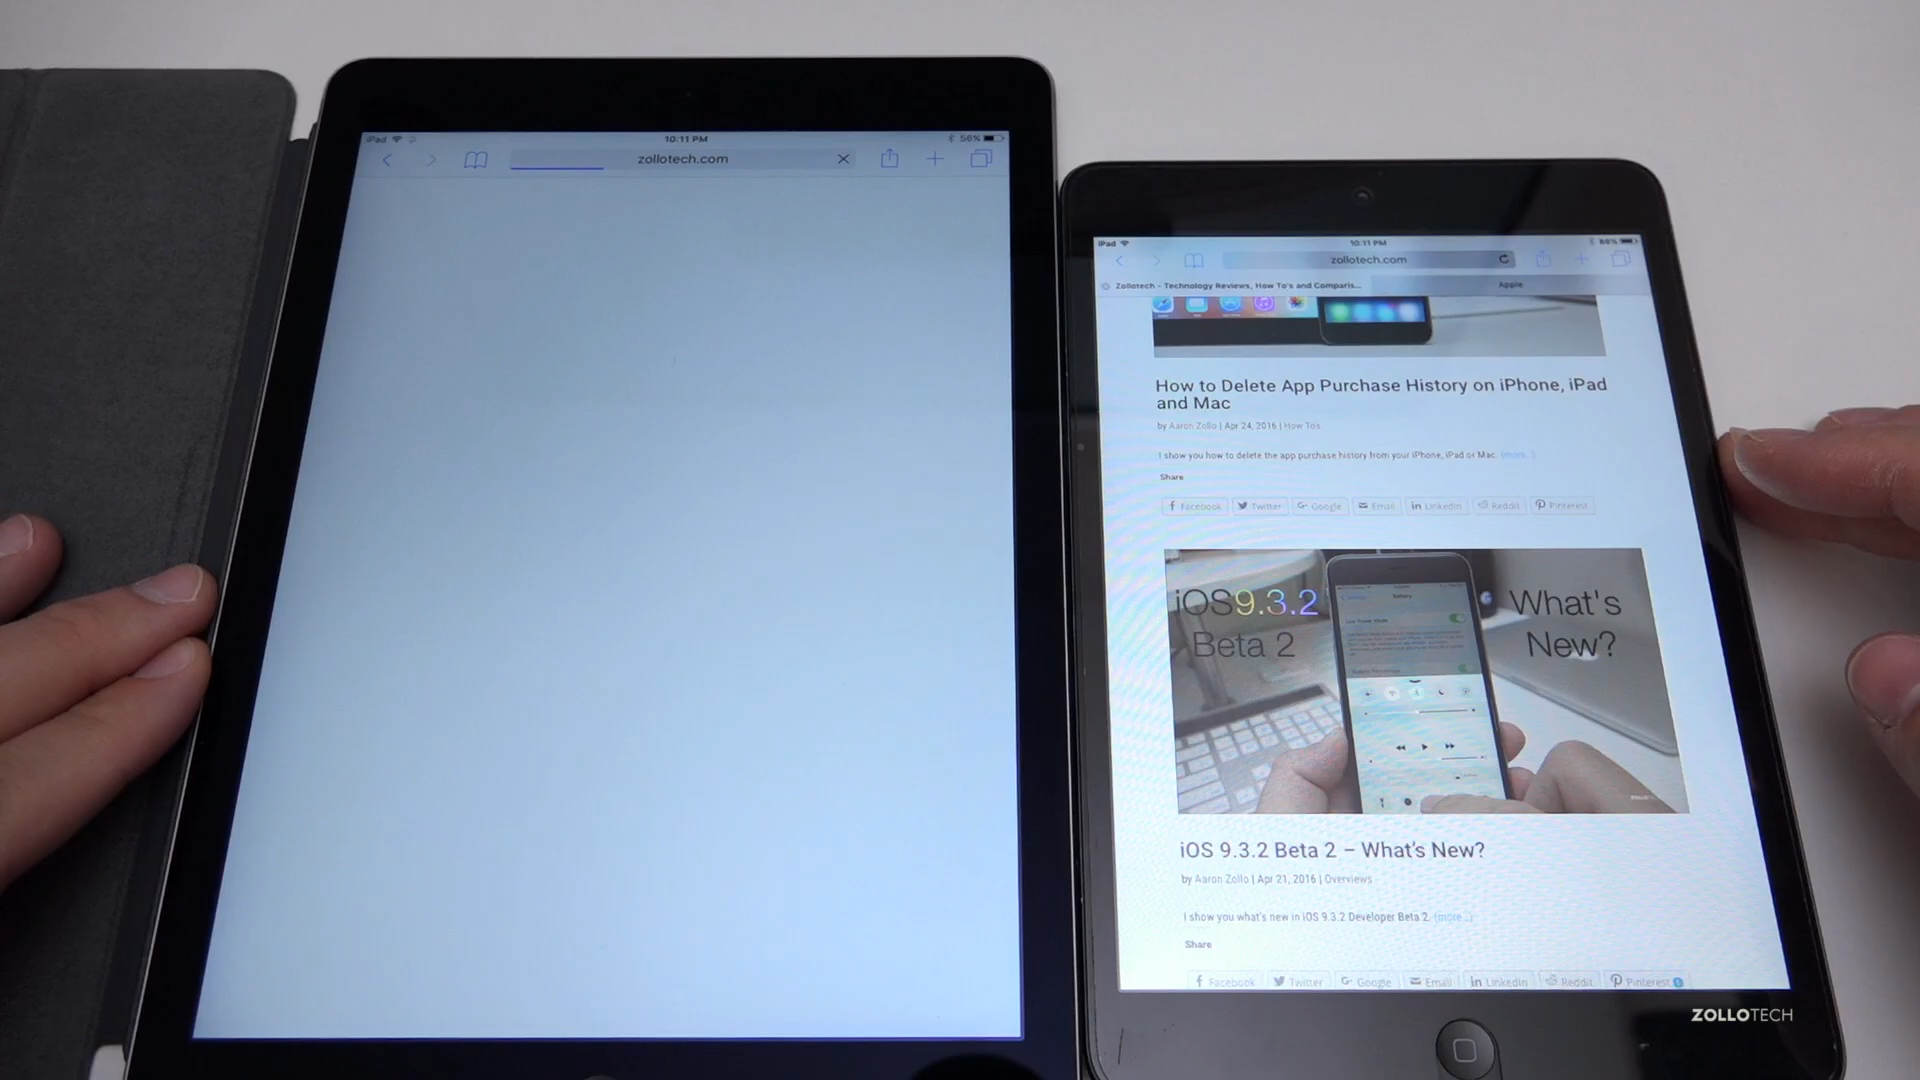 iPad
10:11 PM
56%
zollotech.com
iPad
10:11 PM
88%
zollotech.com
Zollotech - Technology Reviews, How To's and Comparis...
Apple
How to Delete App Purchase History on iPhone, iPad
and Mac
by Aaron Zollo | Apr 24, 2016 | How To's
I show you how to delete the app purchase history from your iPhone, iPad or Mac. (more...)
Share
Facebook Twitter Google Email LinkedIn Reddit Pinterest
iOS9.3.2
Beta 2
What's
New?
iOS 9.3.2 Beta 2 – What's New?
by Aaron Zollo | Apr 21, 2016 | Overviews
I show you what's new in iOS 9.3.2 Developer Beta 2. (more...)
Share
Facebook Twitter Google Email LinkedIn Reddit Pinterest
ZOLLOTECH